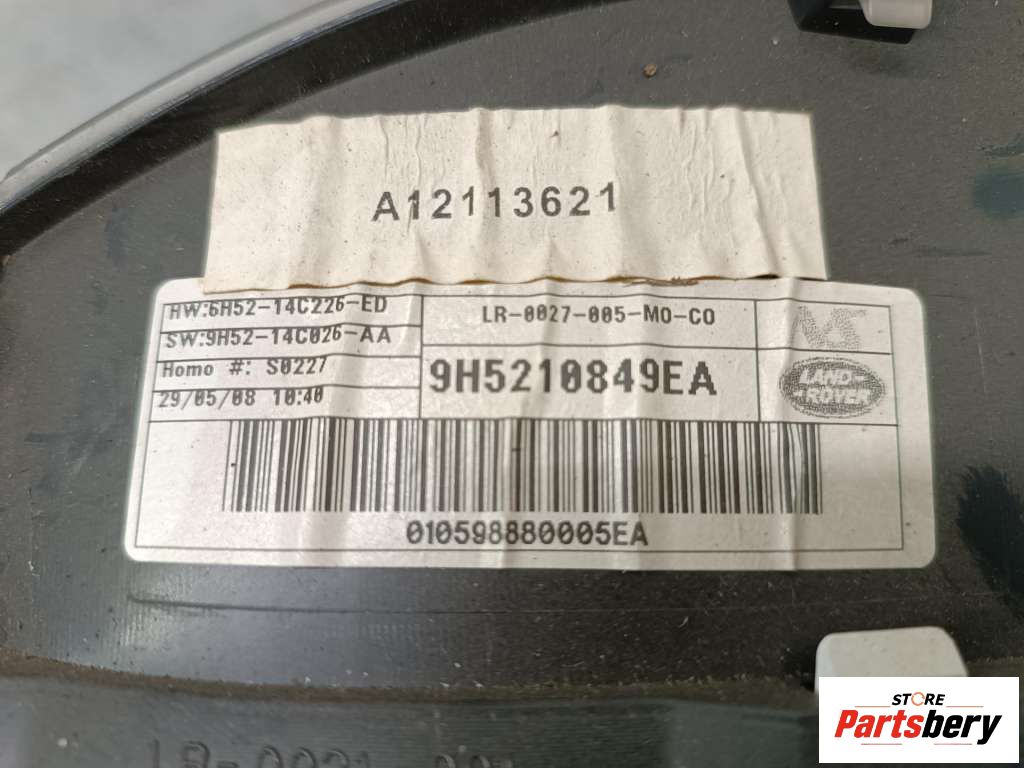 A12113621
HW:6H52-14C226-ED
SW:9H52-14C026-AA
Homo #: S0227
29/05/08 10:40
LR-0027-005-MO-CO
9H5210849EA
LAND
ROVER
010598880005EA
STORE
Partsbery